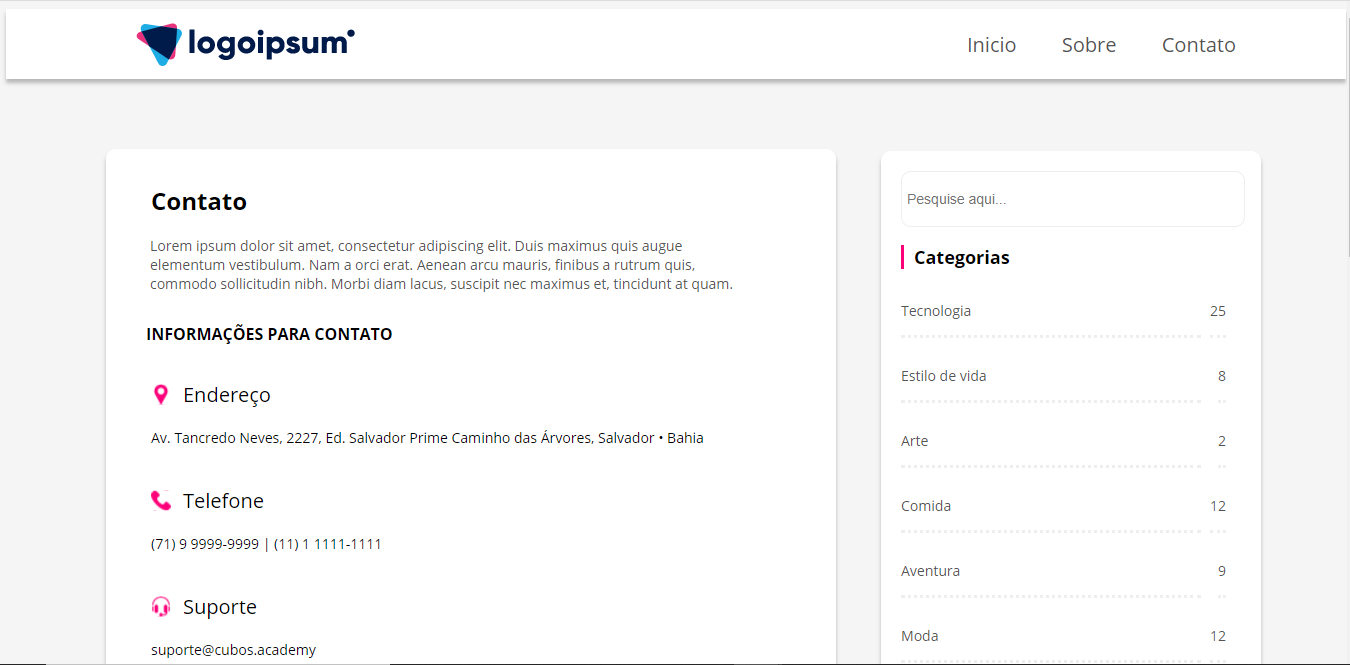 logoipsum
Inicio
Sobre
Contato
Contato
Lorem ipsum dolor sit amet, consectetur adipiscing elit. Duis maximus quis augue
elementum vestibulum. Nam a orci erat. Aenean arcu mauris, finibus a rutrum quis,
commodo sollicitudin nibh. Morbi diam lacus, suscipit nec maximus et, tincidunt at quam.
INFORMAÇÕES PARA CONTATO
Endereço
Av. Tancredo Neves, 2227, Ed. Salvador Prime Caminho das Árvores, Salvador • Bahia
Telefone
(71) 9 9999-9999 | (11) 1 1111-1111
Suporte
suporte@cubos.academy
Pesquise aqui...
Categorias
Tecnologia 25
Estilo de vida 8
Arte 2
Comida 12
Aventura 9
Moda 12